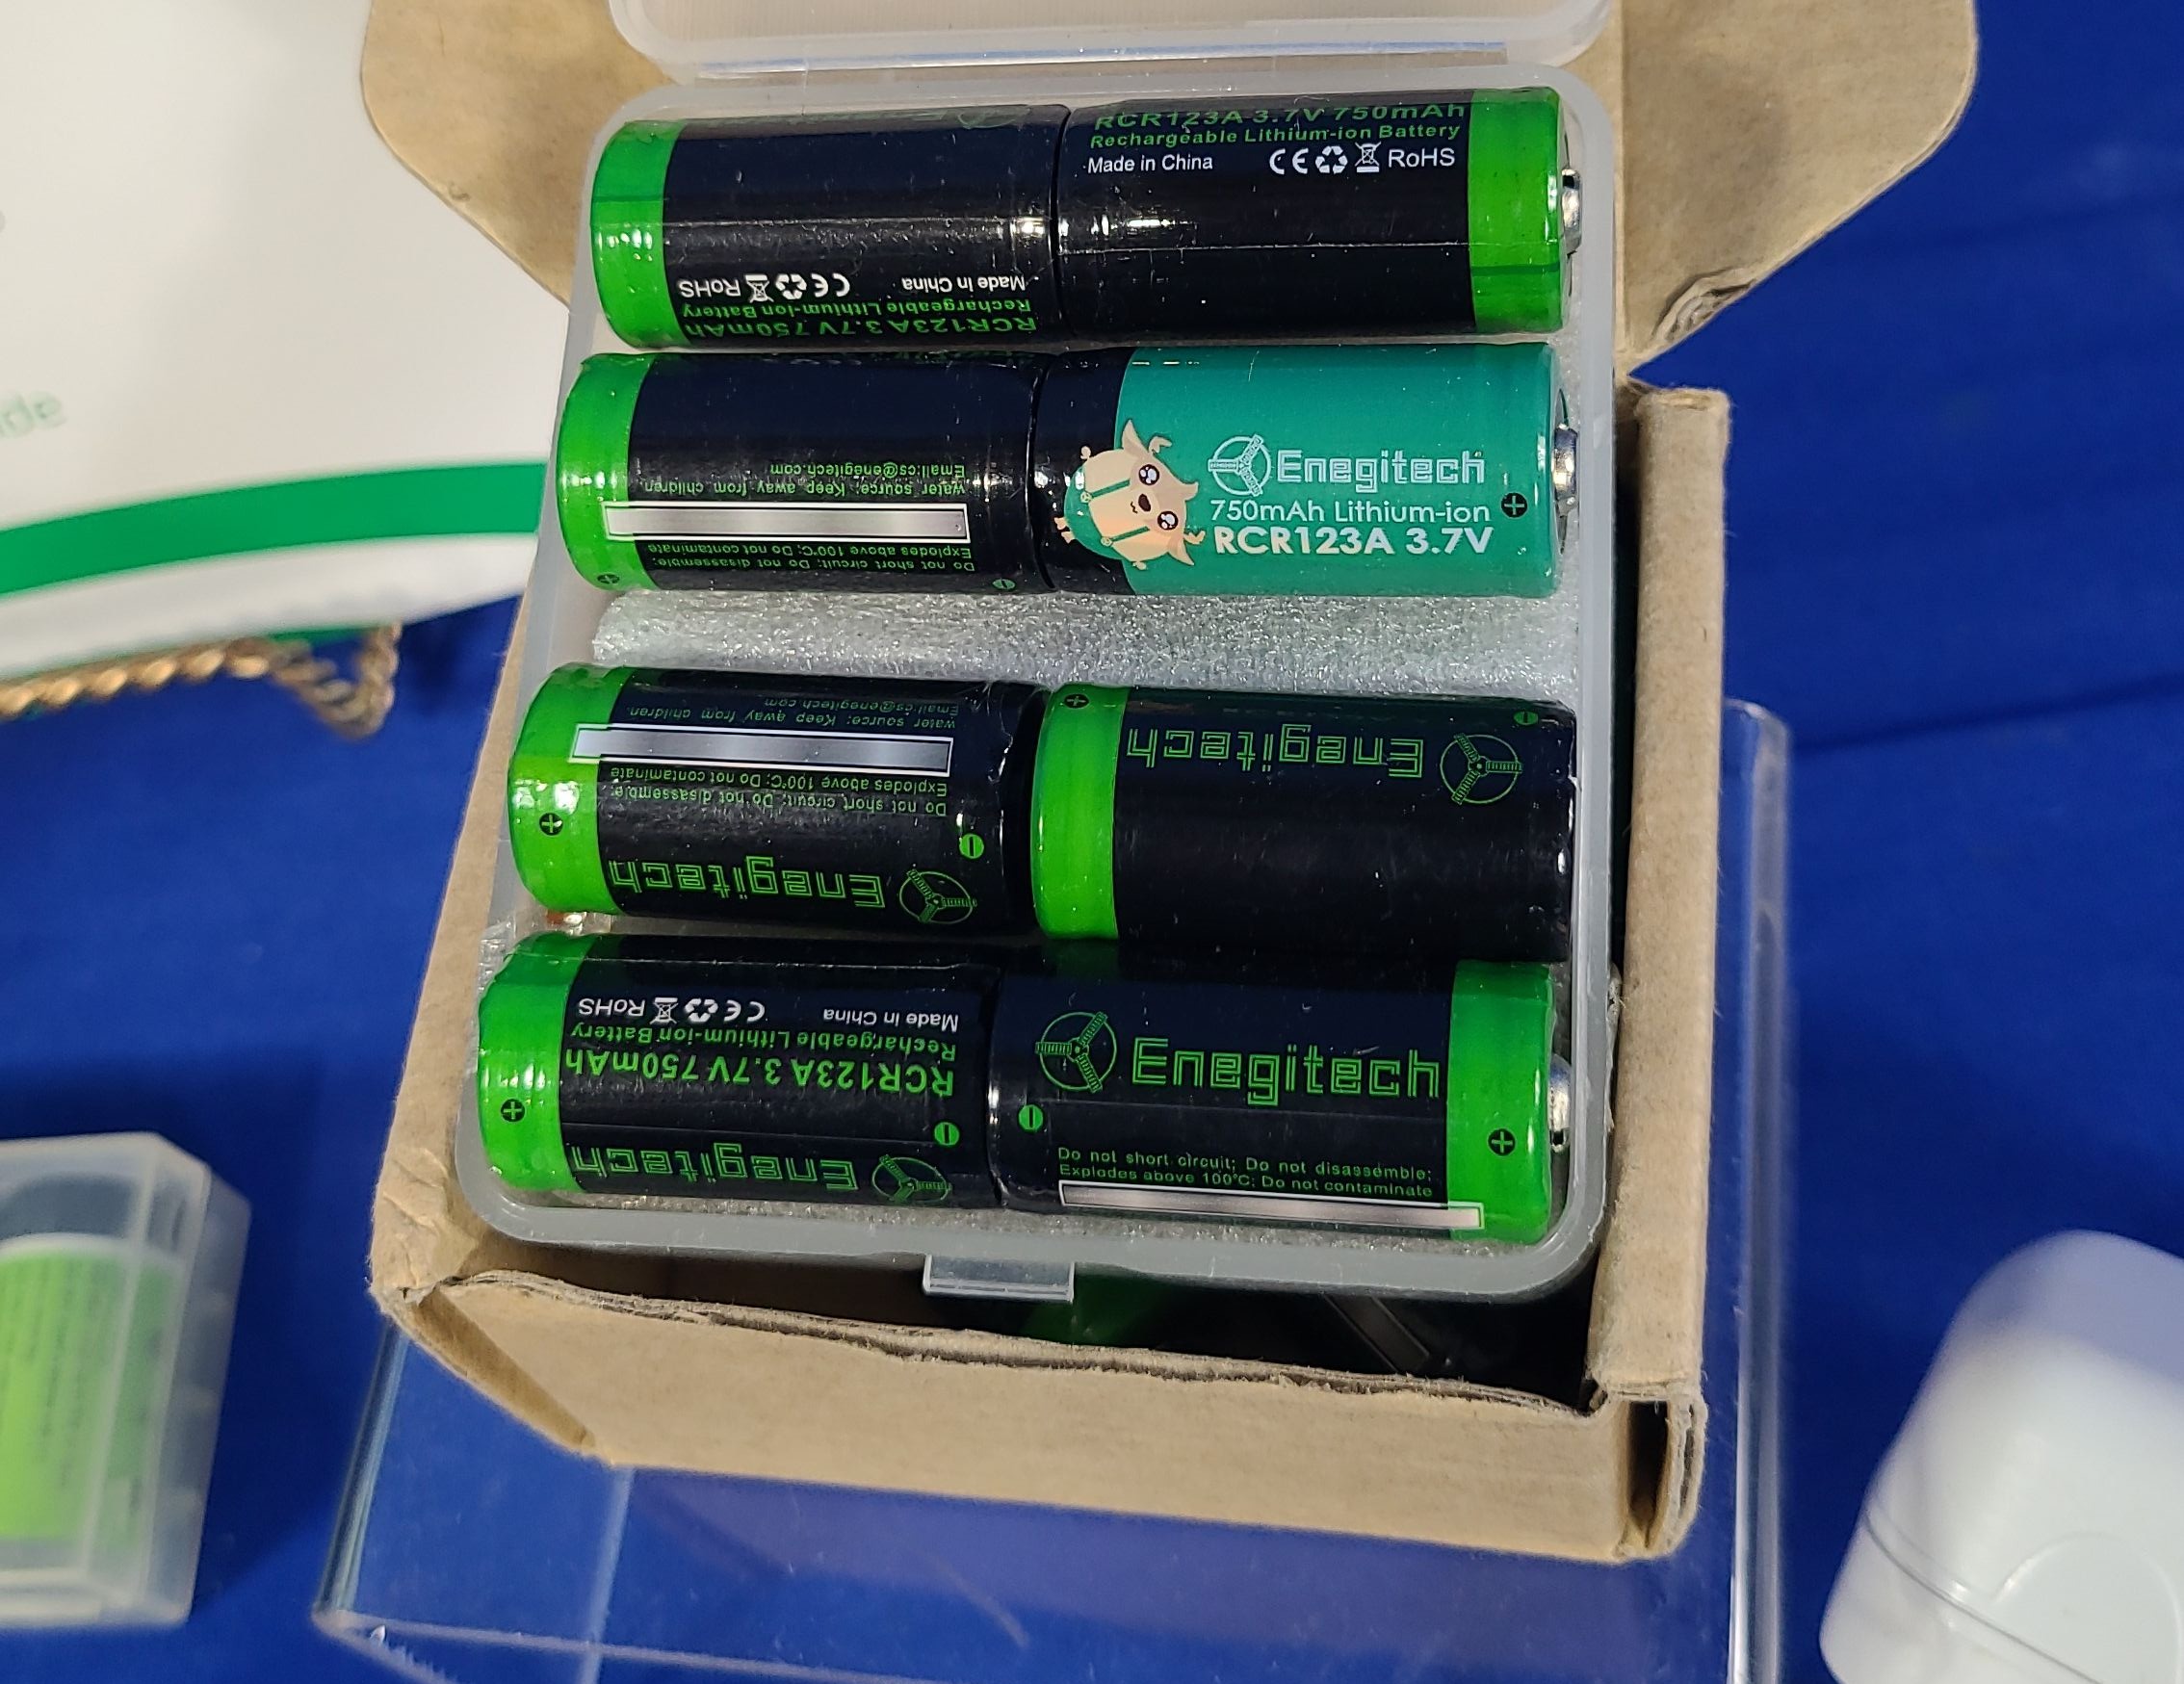 Enegitech
RCR123A 3.7V 750mAh
Rechargeable Lithium-ion Battery
Made in China CE RoHS
RCR123A 3.7V 750mAh
Rechargeable Lithium-ion Battery
Made in China CE RoHS
Do not short circuit; Do not disassemble;
Explodes above 100°C; Do not contaminate
water source; Keep away from children.
Email:cs@enegitech.com
Enegitech
750mAh Lithium-ion
RCR123A 3.7V
+
Enegitech
Do not short circuit; Do not disassemble;
Explodes above 100°C; Do not contaminate
water source; Keep away from children.
Email:cs@enegitech.com
Enegitech
Enegitech
RCR123A 3.7V 750mAh
Rechargeable Lithium-ion Battery
Made in China CE RoHS
Enegitech
Do not short circuit; Do not disassemble;
Explodes above 100°C; Do not contaminate